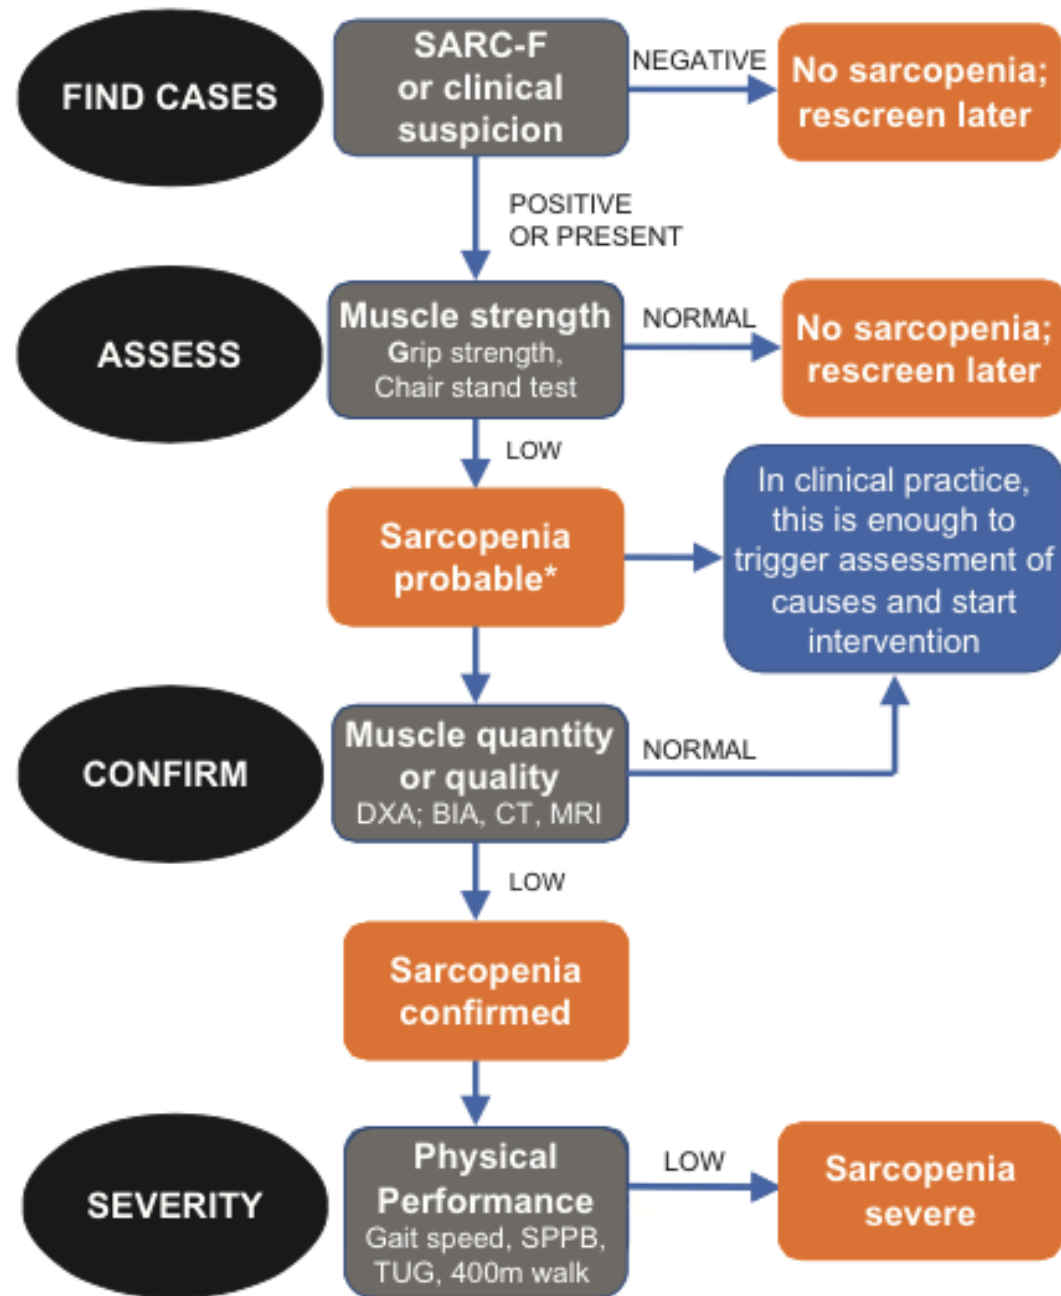 FIND CASES
SARC-F
or clinical
suspicion
NEGATIVE
No sarcopenia;
rescreen later
POSITIVE
OR PRESENT
ASSESS
Muscle strength
Grip strength,
Chair stand test
NORMAL
No sarcopenia;
rescreen later
LOW
Sarcopenia
probable*
In clinical practice,
this is enough to
trigger assessment of
causes and start
intervention
CONFIRM
Muscle quantity
or quality
DXA; BIA, CT, MRI
NORMAL
LOW
Sarcopenia
confirmed
SEVERITY
Physical
Performance
Gait speed, SPPB,
TUG, 400m walk
LOW
Sarcopenia
severe